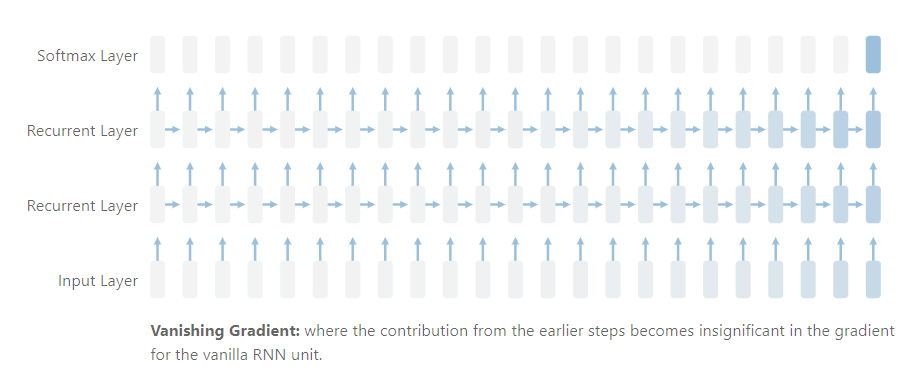 Softmax Layer
Recurrent Layer
Recurrent Layer
Input Layer
Vanishing Gradient: where the contribution from the earlier steps becomes insignificant in the gradient
for the vanilla RNN unit.